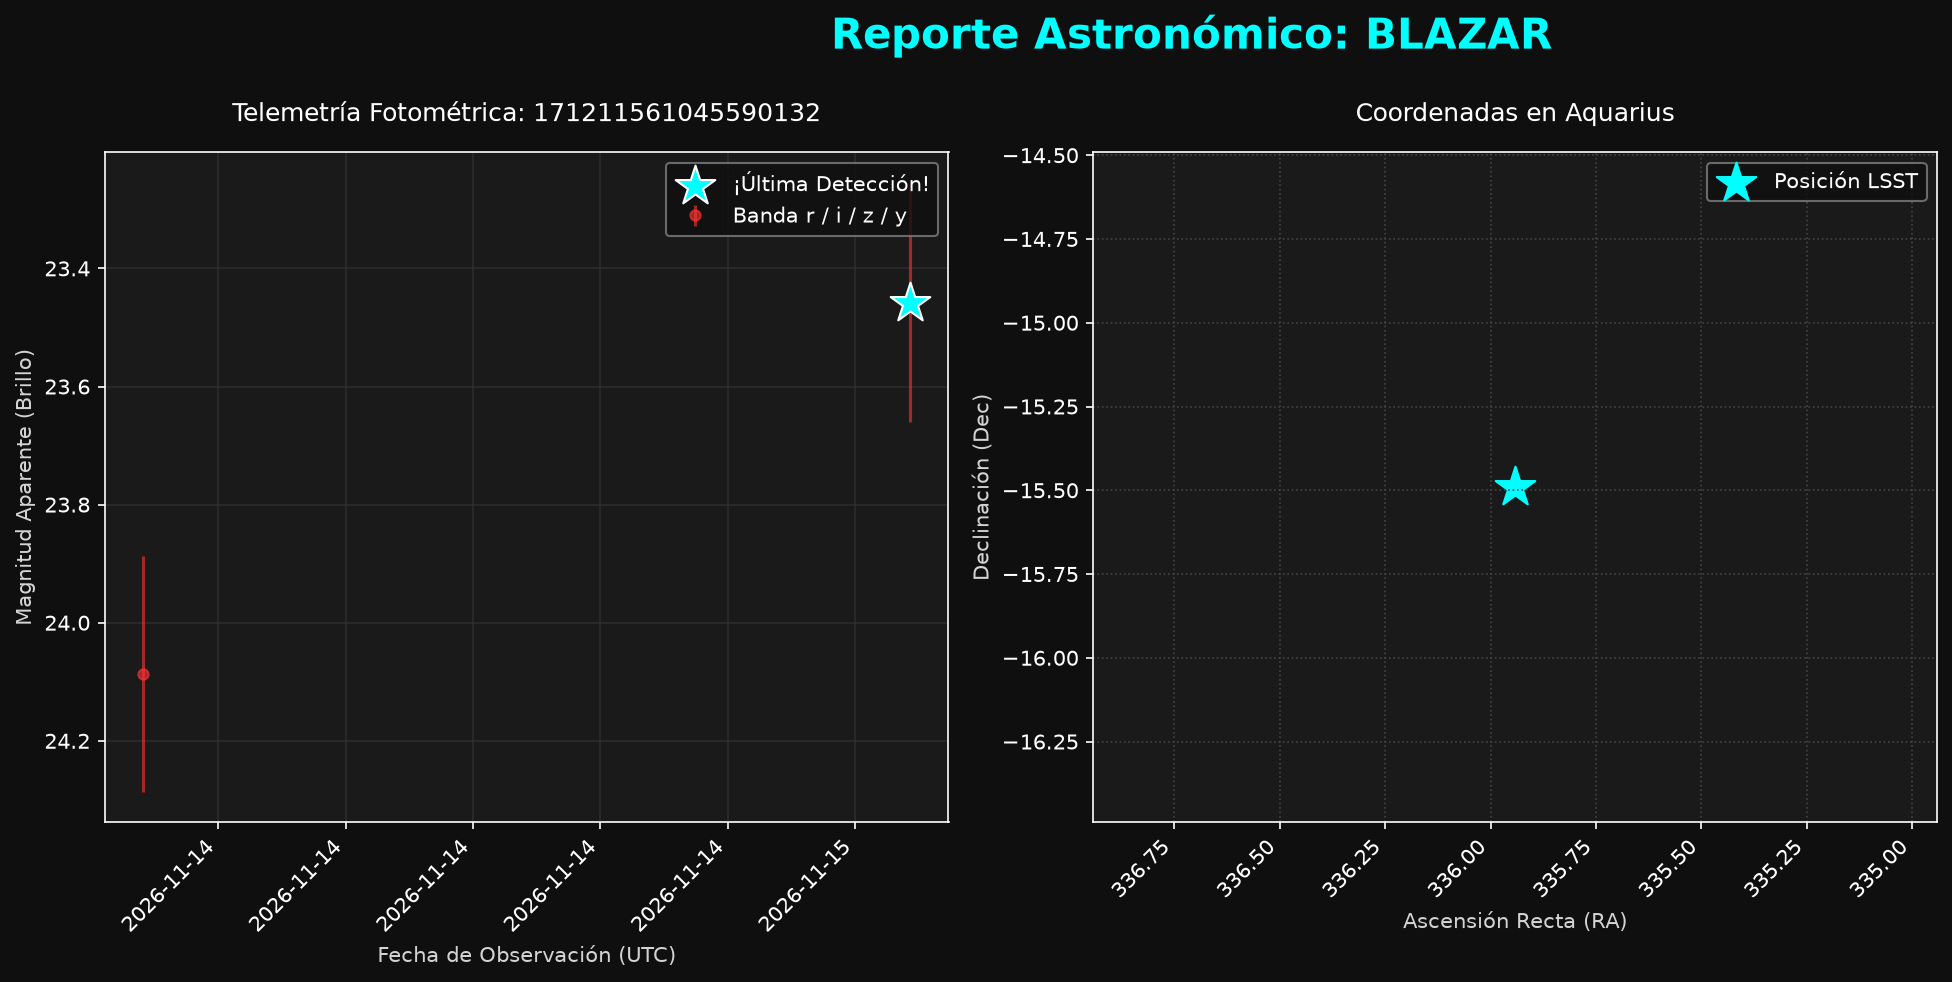 Reporte Astronómico: BLAZAR
Telemetría Fotométrica: 171211561045590132
¡Última Detección!
Banda r / i / z / y
Magnitud Aparente (Brillo)
23.4
23.6
23.8
24.0
24.2
2026-11-14
2026-11-14
2026-11-14
2026-11-14
2026-11-14
2026-11-15
Fecha de Observación (UTC)
Coordenadas en Aquarius
Posición LSST
Declinación (Dec)
−14.50
−14.75
−15.00
−15.25
−15.50
−15.75
−16.00
−16.25
336.75
336.50
336.25
336.00
335.75
335.50
335.25
335.00
Ascensión Recta (RA)